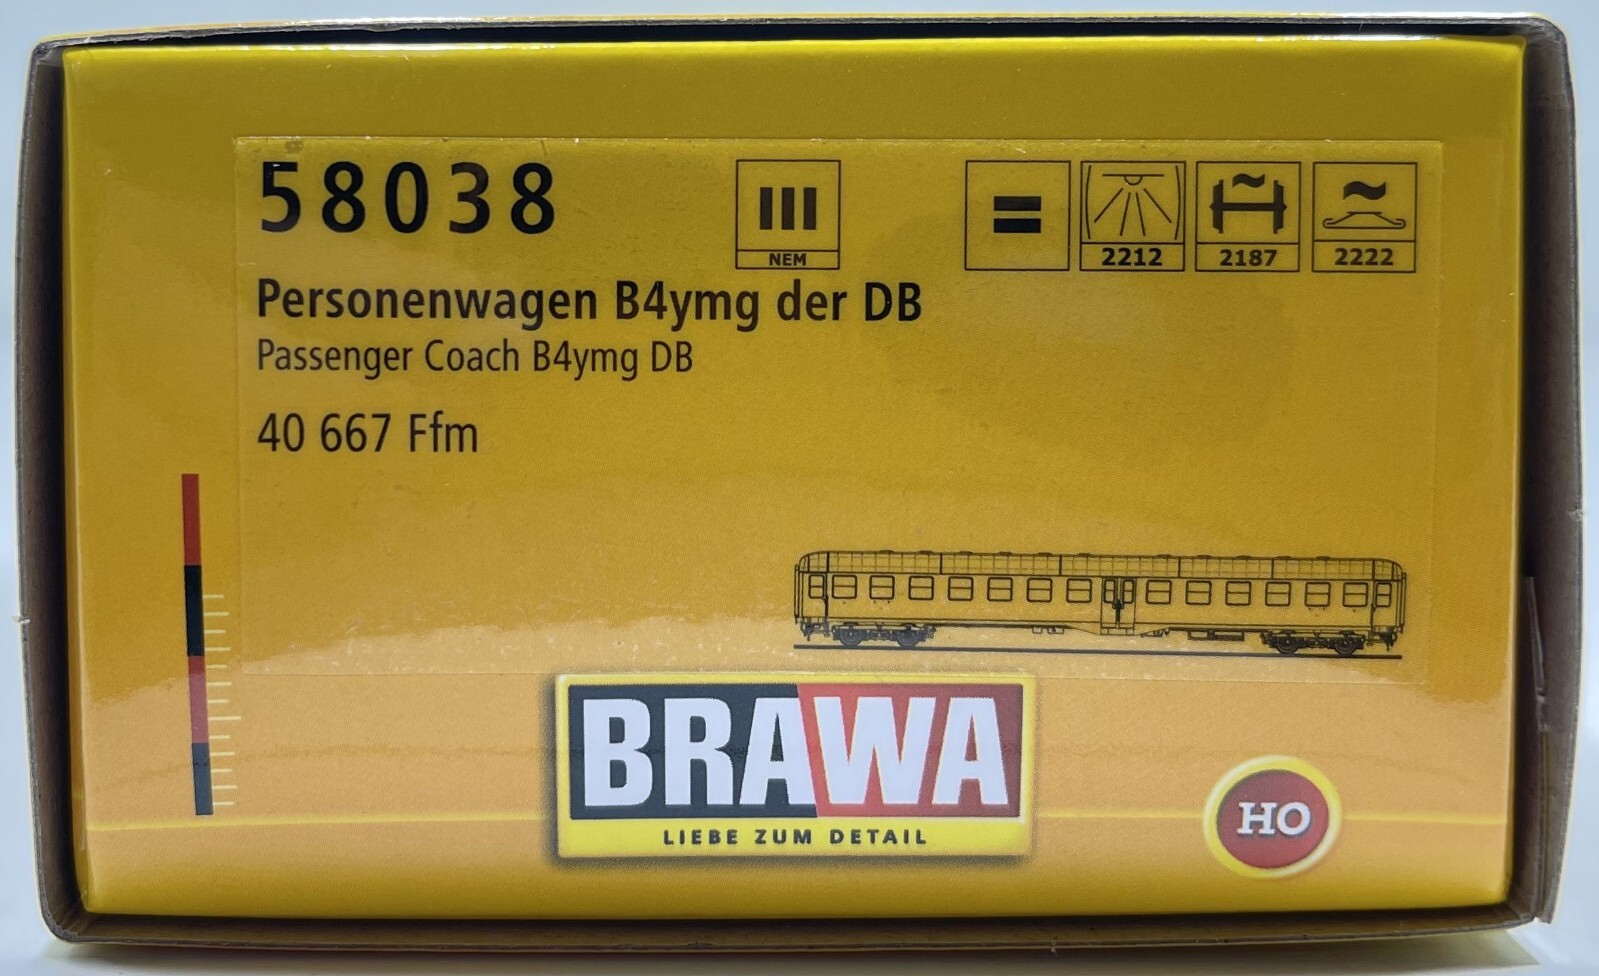 58038
III
NEM
=
2212
2187
2222
Personenwagen B4ymg der DB
Passenger Coach B4ymg DB
40 667 Ffm
BRAWA
LIEBE ZUM DETAIL
HO